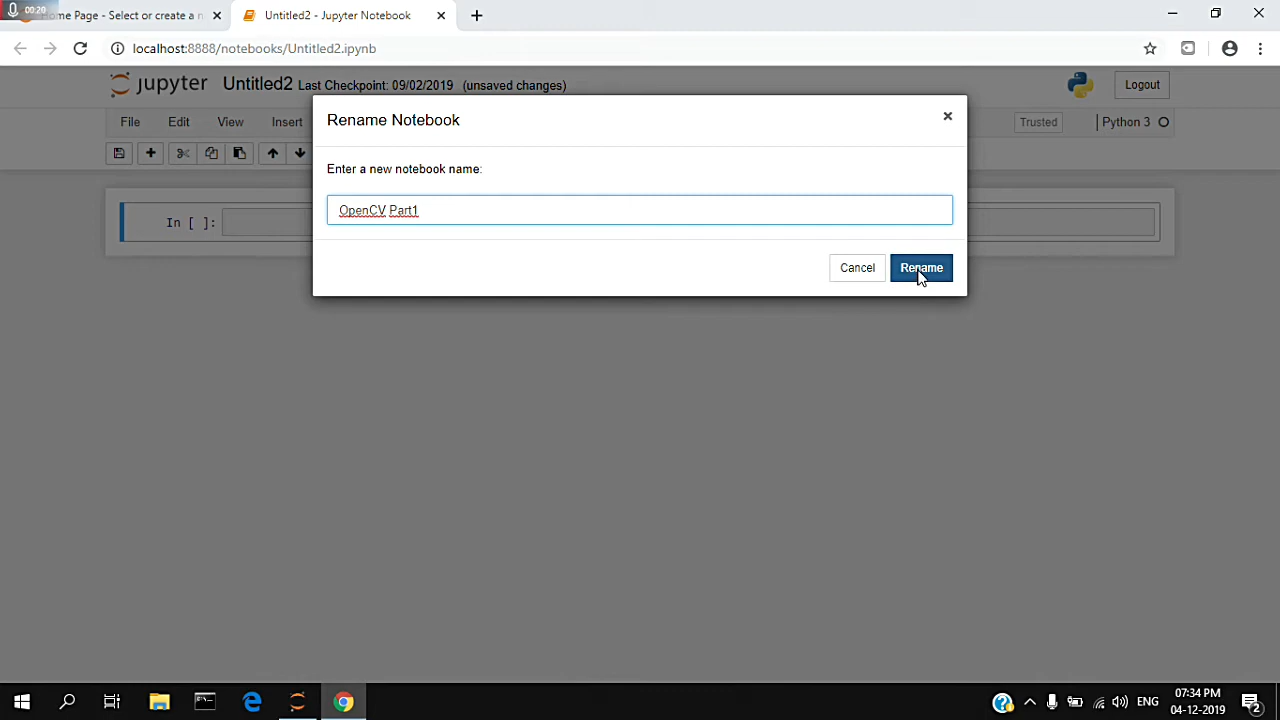 00:20
Home Page - Select or create a n
Untitled2 - Jupyter Notebook
localhost:8888/notebooks/Untitled2.ipynb
jupyter Untitled2 Last Checkpoint: 09/02/2019 (unsaved changes)
Logout
File Edit View Insert
Trusted Python 3
Rename Notebook
Enter a new notebook name:
OpenCV Part1
Cancel Rename
In [ ]:
ENG
07:34 PM
04-12-2019
2